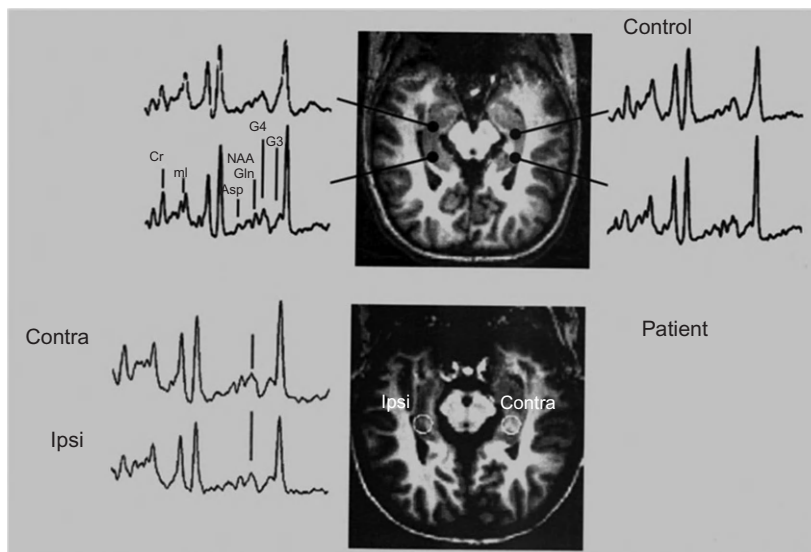 Control
G4
G3
Cr
NAA
mI
Gln
Asp
Contra
Patient
Ipsi
Contra
Ipsi